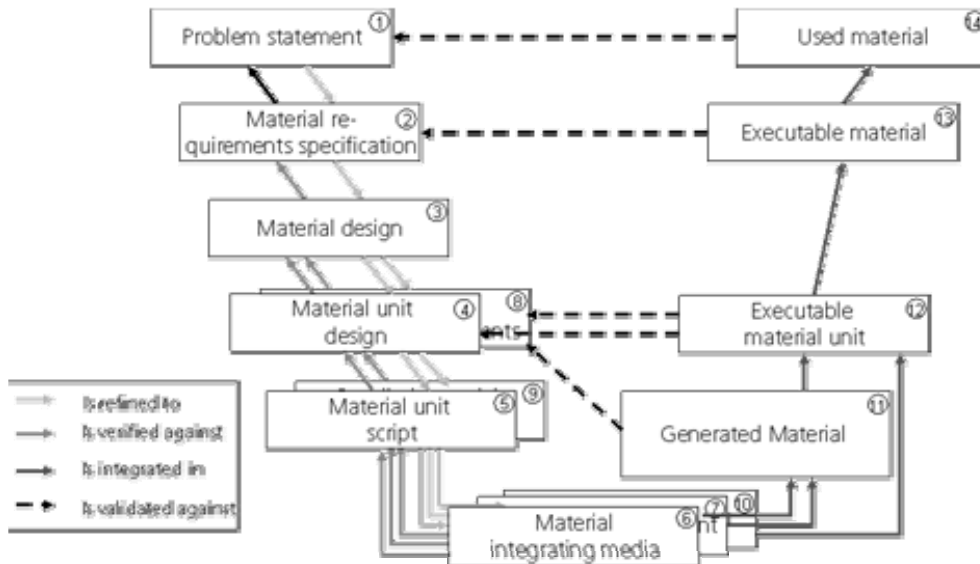 Problem statement
1
Used material
14
Material re-
quirements specification
2
Executable material
13
Material design
3
Material unit
design
4
8
ents
Executable
material unit
12
Material unit
script
5
9
Generated Material
11
Is refined to
Is verified against
Is integrated in
Is validated against
Material
integrating media
6
7
nt
10